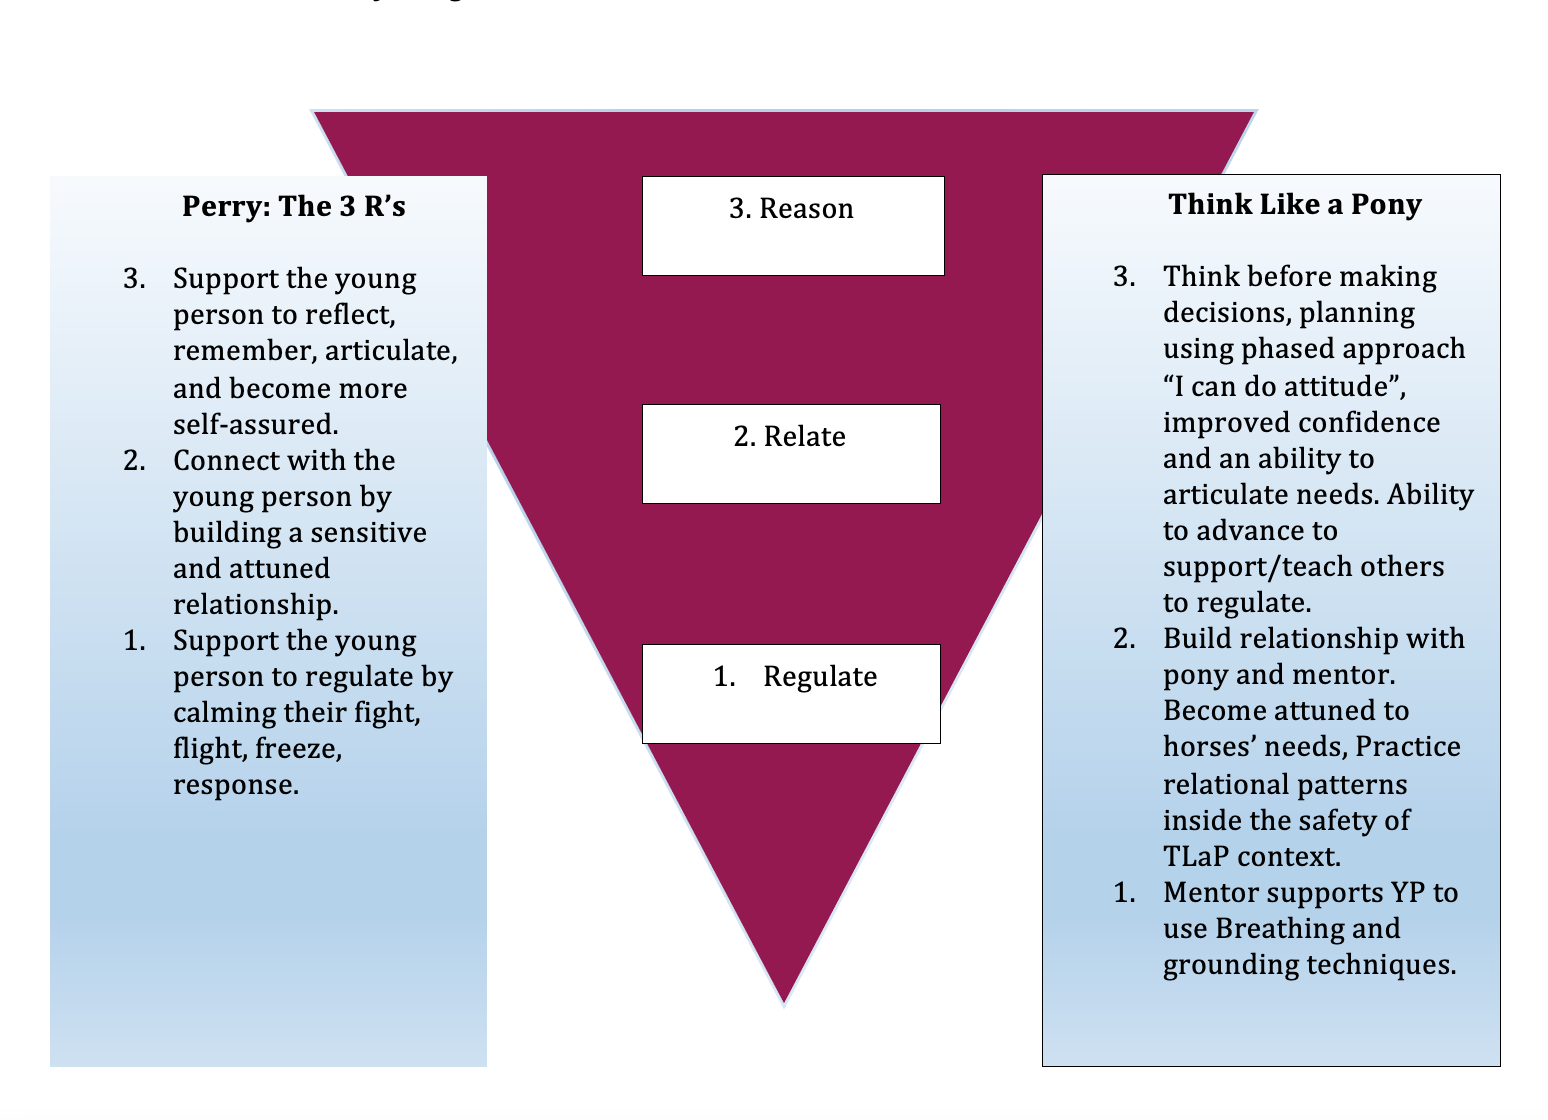 Perry: The 3 R’s
3. Support the young
person to reflect,
remember, articulate,
and become more
self-assured.
2. Connect with the
young person by
building a sensitive
and attuned
relationship.
1. Support the young
person to regulate by
calming their fight,
flight, freeze,
response.
3. Reason
2. Relate
1. Regulate
Think Like a Pony
3. Think before making
decisions, planning
using phased approach
“I can do attitude”,
improved confidence
and an ability to
articulate needs. Ability
to advance to
support/teach others
to regulate.
2. Build relationship with
pony and mentor.
Become attuned to
horses’ needs, Practice
relational patterns
inside the safety of
TLaP context.
1. Mentor supports YP to
use Breathing and
grounding techniques.